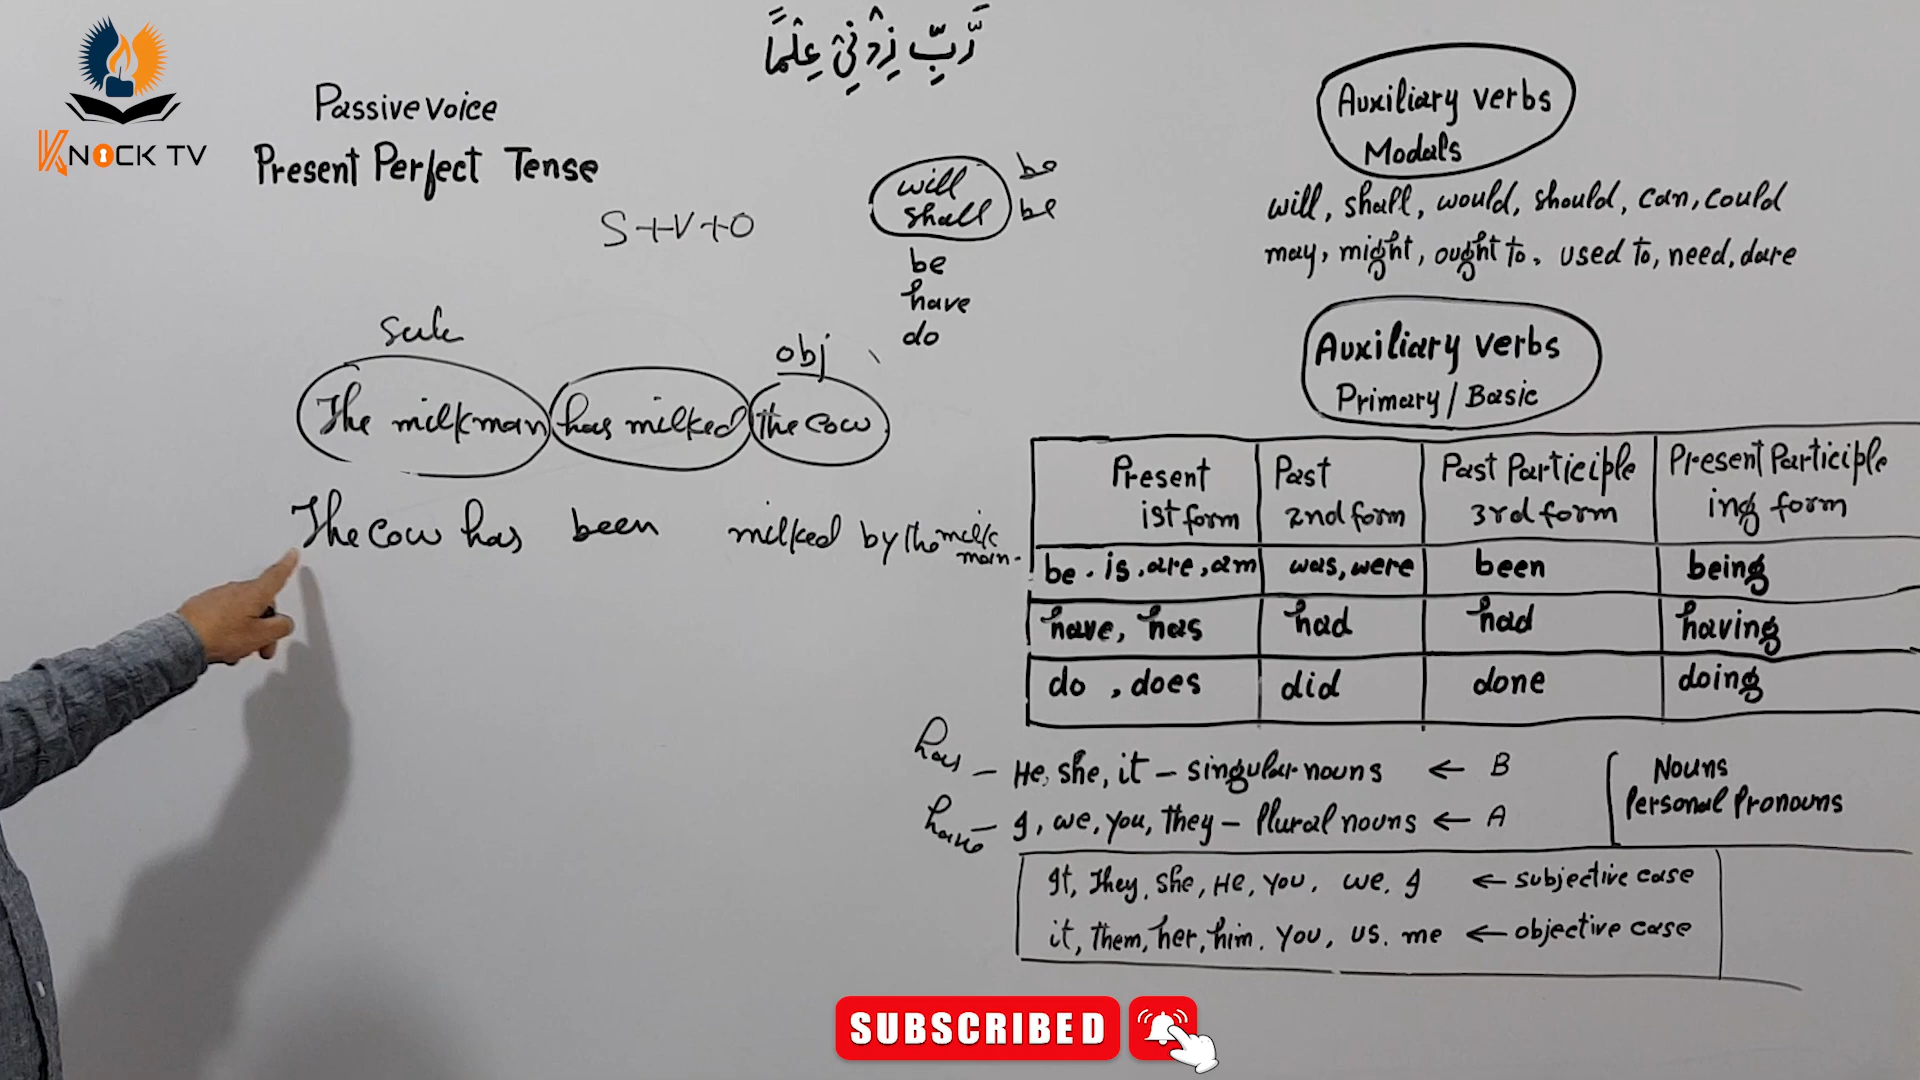 رَّبِّ زِدْنِىْ عِلْمًا
KNOCK TV
Passive voice
Present Perfect Tense
S+V+O
will be
shall be
be
have
do
obj
The milkman has milked the cow
The cow has been milked by the milk
man.
Auxiliary verbs
Modals
will, shall, would, should, can, could
may, might, ought to, used to, need, dare
Auxiliary verbs
Primary/Basic
Present Past Past Participle Present Participle
1st form 2nd form 3rd form ing form
be. is, are, am was, were been being
have, has had had having
do, does did done doing
has – He, she, it – singular nouns ← B
have – I, we, you, they – Plural nouns ← A
Nouns
Personal Pronouns
It, They, she, He, you, we, I ← subjective case
it, them, her, him, you, us, me ← objective case
SUBSCRIBED